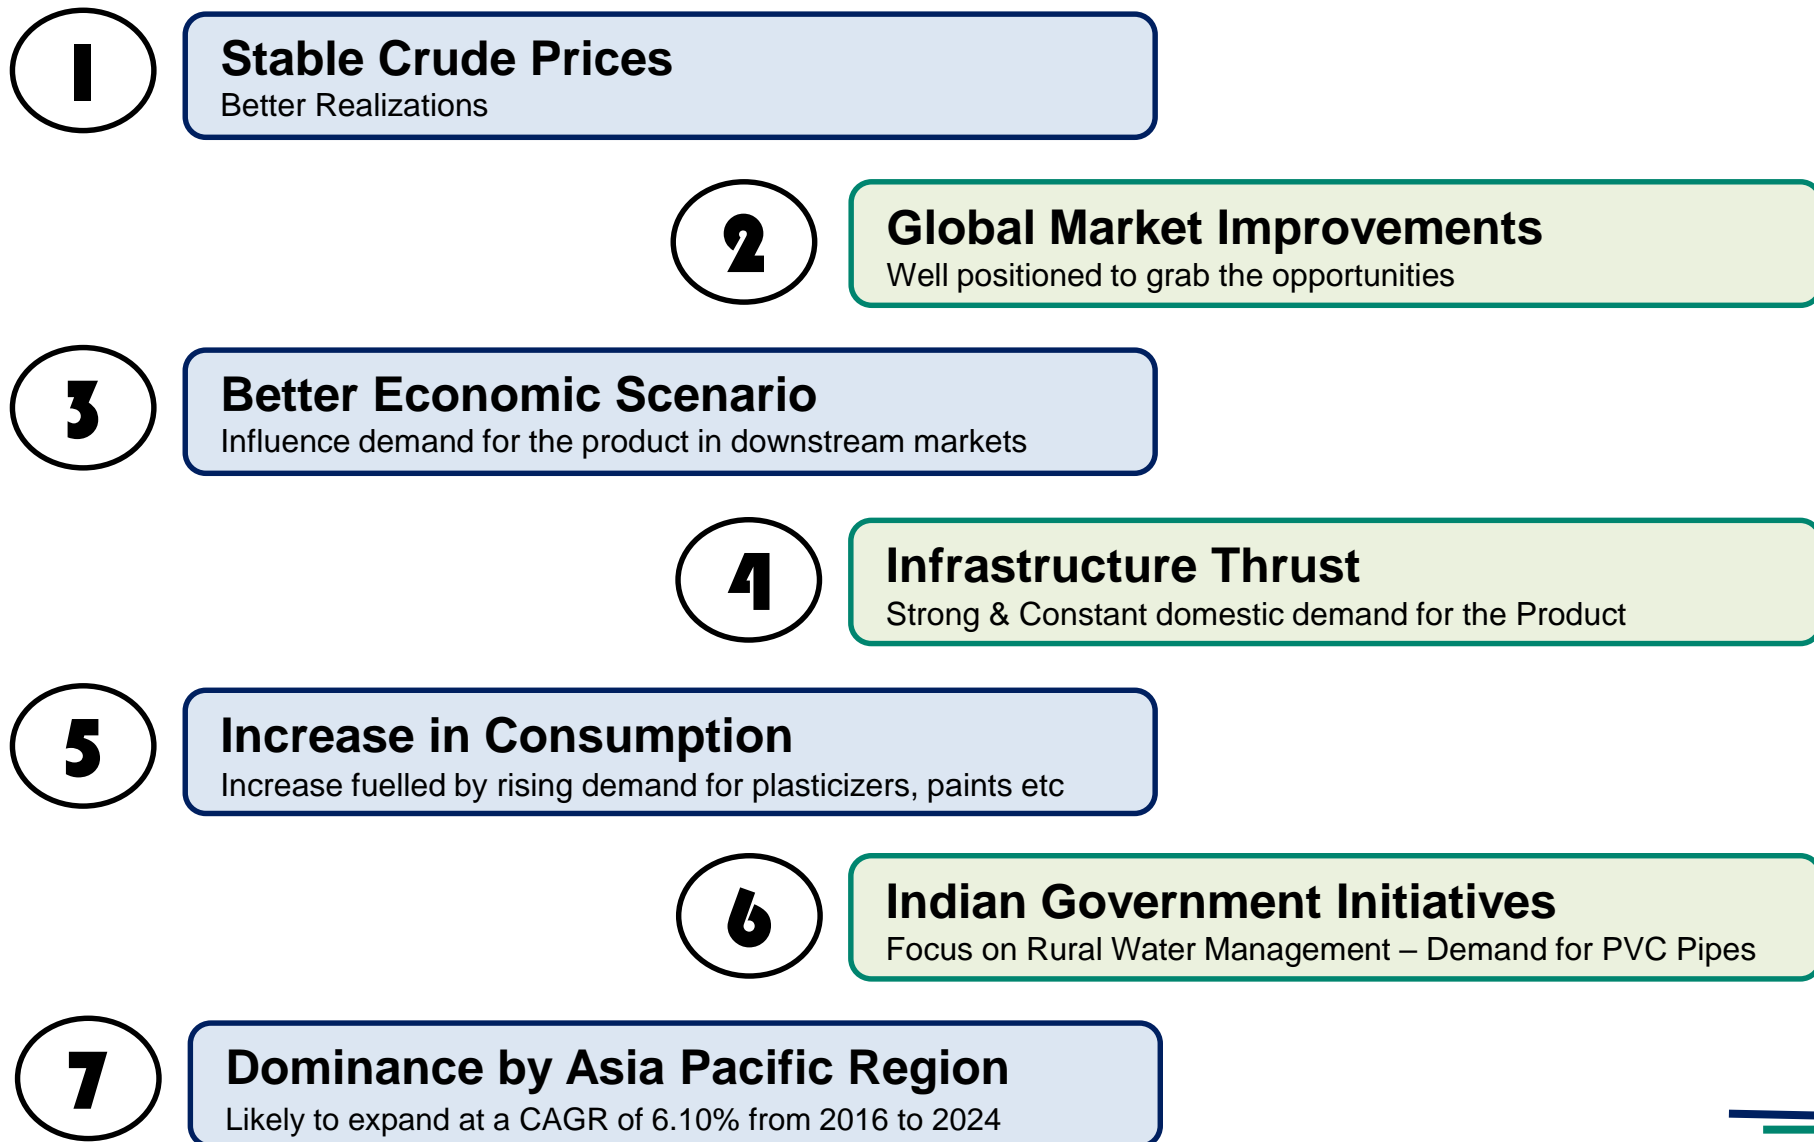 1
Stable Crude Prices
Better Realizations
2
Global Market Improvements
Well positioned to grab the opportunities
3
Better Economic Scenario
Influence demand for the product in downstream markets
4
Infrastructure Thrust
Strong & Constant domestic demand for the Product
5
Increase in Consumption
Increase fuelled by rising demand for plasticizers, paints etc
6
Indian Government Initiatives
Focus on Rural Water Management – Demand for PVC Pipes
7
Dominance by Asia Pacific Region
Likely to expand at a CAGR of 6.10% from 2016 to 2024